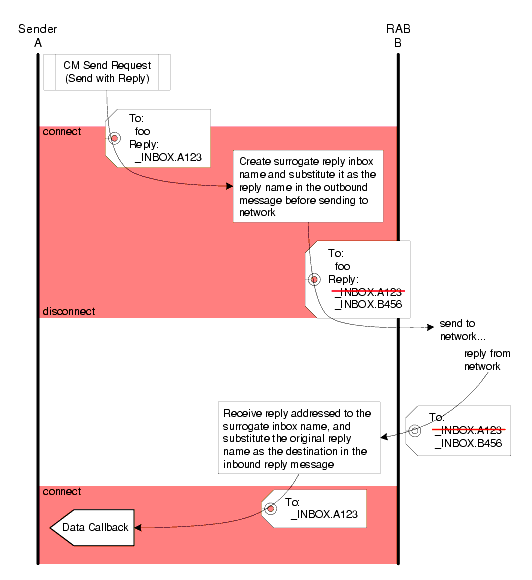 Sender
A
RAB
B
CM Send Request
(Send with Reply)
To:
foo
Reply:
_INBOX.A123
connect
Create surrogate reply inbox
name and substitute it as the
reply name in the outbound
message before sending to
network
To:
foo
Reply:
_INBOX.A123
_INBOX.B456
disconnect
send to
network...
reply from
network
Receive reply addressed to the
surrogate inbox name, and
substitute the original reply
name as the destination in the
inbound reply message
To:
_INBOX.A123
_INBOX.B456
connect
To:
_INBOX.A123
Data Callback